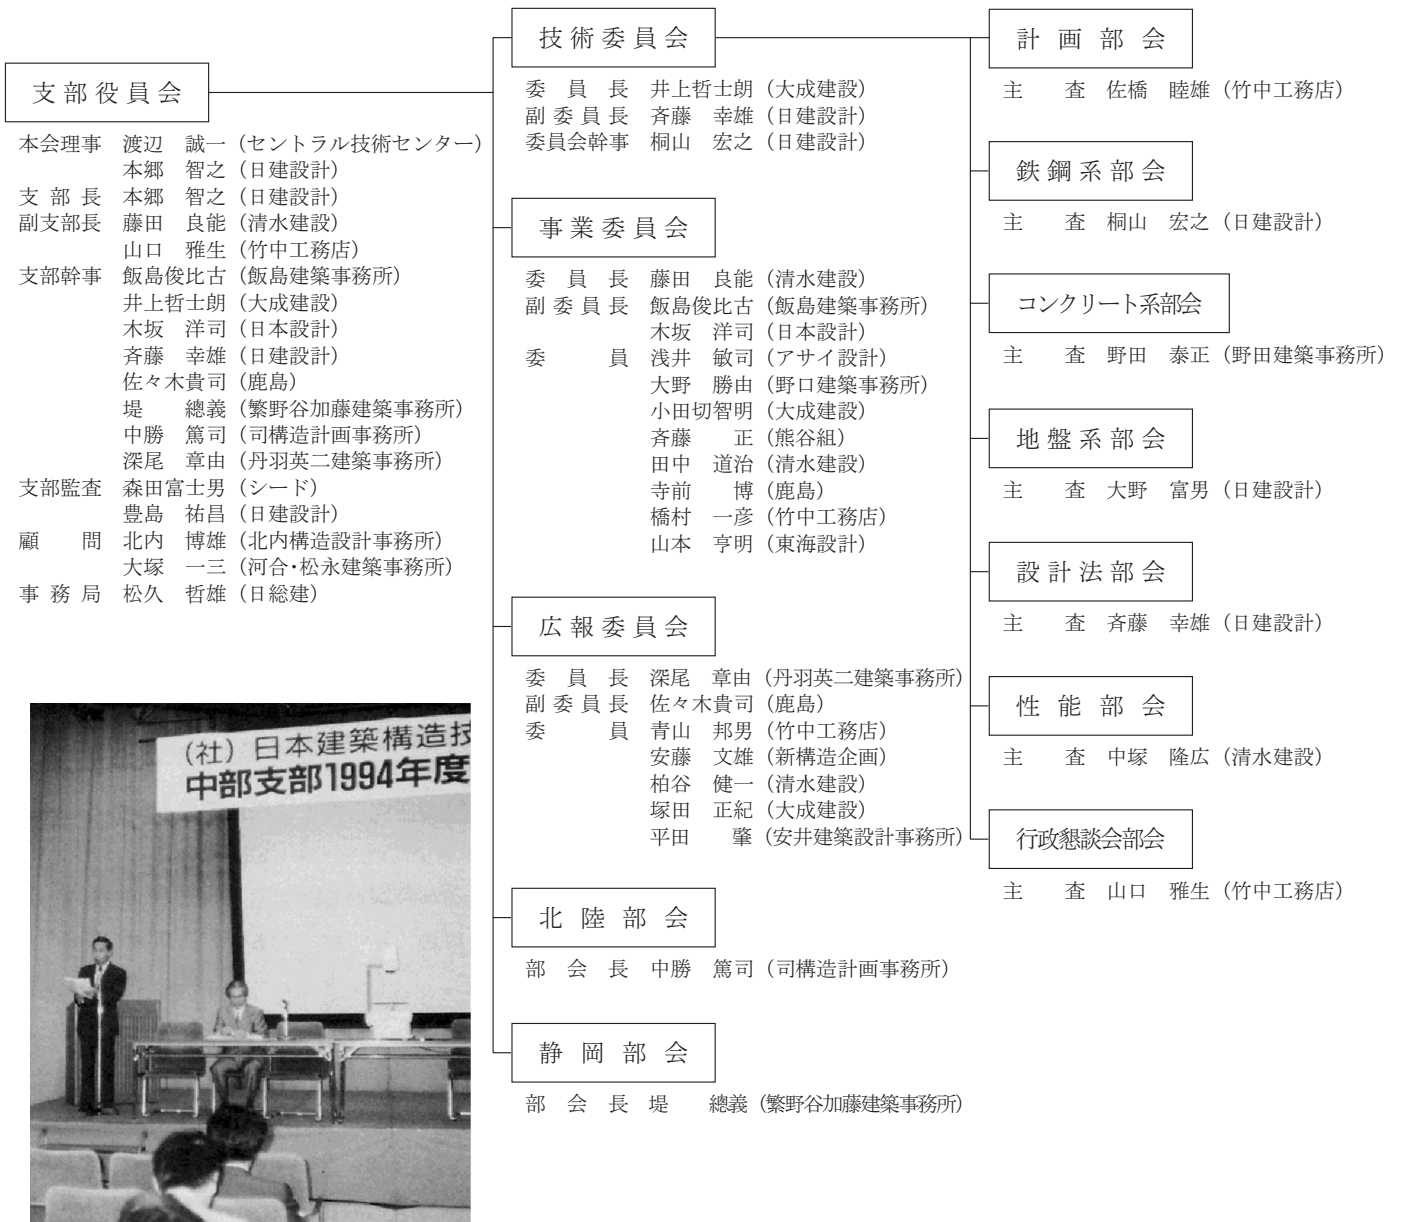 支部役員会
本会理事 渡辺 誠一(セントラル技術センター)
本郷 智之(日建設計)
支部長 本郷 智之(日建設計)
副支部長 藤田 良能(清水建設)
山口 雅生(竹中工務店)
支部幹事 飯島俊比古(飯島建築事務所)
井上哲士朗(大成建設)
木坂 洋司(日本設計)
斉藤 幸雄(日建設計)
佐々木貴司(鹿島)
堤 總義(繁野谷加藤建築事務所)
中勝 篤司(司構造計画事務所)
深尾 章由(丹羽英二建築事務所)
支部監査 森田富士男(シード)
豊島 祐昌(日建設計)
顧問 北内 博雄(北内構造設計事務所)
大塚 一三(河合・松永建築事務所)
事務局 松久 哲雄(日総建)
技術委員会
委員長 井上哲士朗(大成建設)
副委員長 斉藤 幸雄(日建設計)
委員会幹事 桐山 宏之(日建設計)
事業委員会
委員長 藤田 良能(清水建設)
副委員長 飯島俊比古(飯島建築事務所)
木坂 洋司(日本設計)
委員 浅井 敏司(アサイ設計)
大野 勝由(野口建築事務所)
小田切智明(大成建設)
斉藤 正(熊谷組)
田中 道治(清水建設)
寺前 博(鹿島)
橋村 一彦(竹中工務店)
山本 亨明(東海設計)
広報委員会
委員長 深尾 章由(丹羽英二建築事務所)
副委員長 佐々木貴司(鹿島)
委員 青山 邦男(竹中工務店)
安藤 文雄(新構造企画)
柏谷 健一(清水建設)
塚田 正紀(大成建設)
平田 肇(安井建築設計事務所)
北陸部会
部会長 中勝 篤司(司構造計画事務所)
静岡部会
部会長 堤 總義(繁野谷加藤建築事務所)
計画部会
主査 佐橋 睦雄(竹中工務店)
鉄鋼系部会
主査 桐山 宏之(日建設計)
コンクリート系部会
主査 野田 泰正(野田建築事務所)
地盤系部会
主査 大野 富男(日建設計)
設計法部会
主査 斉藤 幸雄(日建設計)
性能部会
主査 中塚 隆広(清水建設)
行政懇談会部会
主査 山口 雅生(竹中工務店)
(社)日本建築構造技
中部支部1994年度